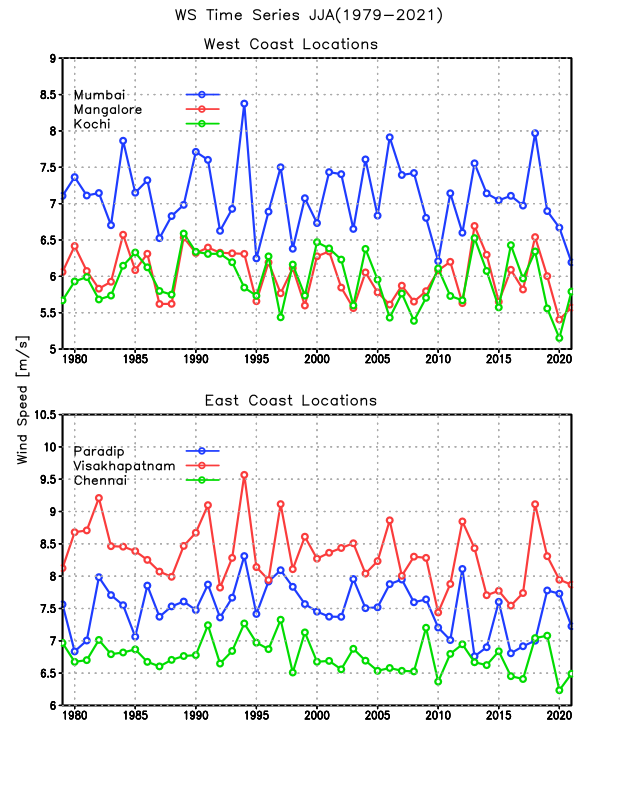 WS Time Series JJA(1979-2021)
West Coast Locations
9
8.5
8
7.5
7
6.5
6
5.5
5
Mumbai
Mangalore
Kochi
1980 1985 1990 1995 2000 2005 2010 2015 2020
Wind Speed [m/s]
East Coast Locations
10.5
10
9.5
9
8.5
8
7.5
7
6.5
6
Paradip
Visakhapatnam
Chennai
1980 1985 1990 1995 2000 2005 2010 2015 2020